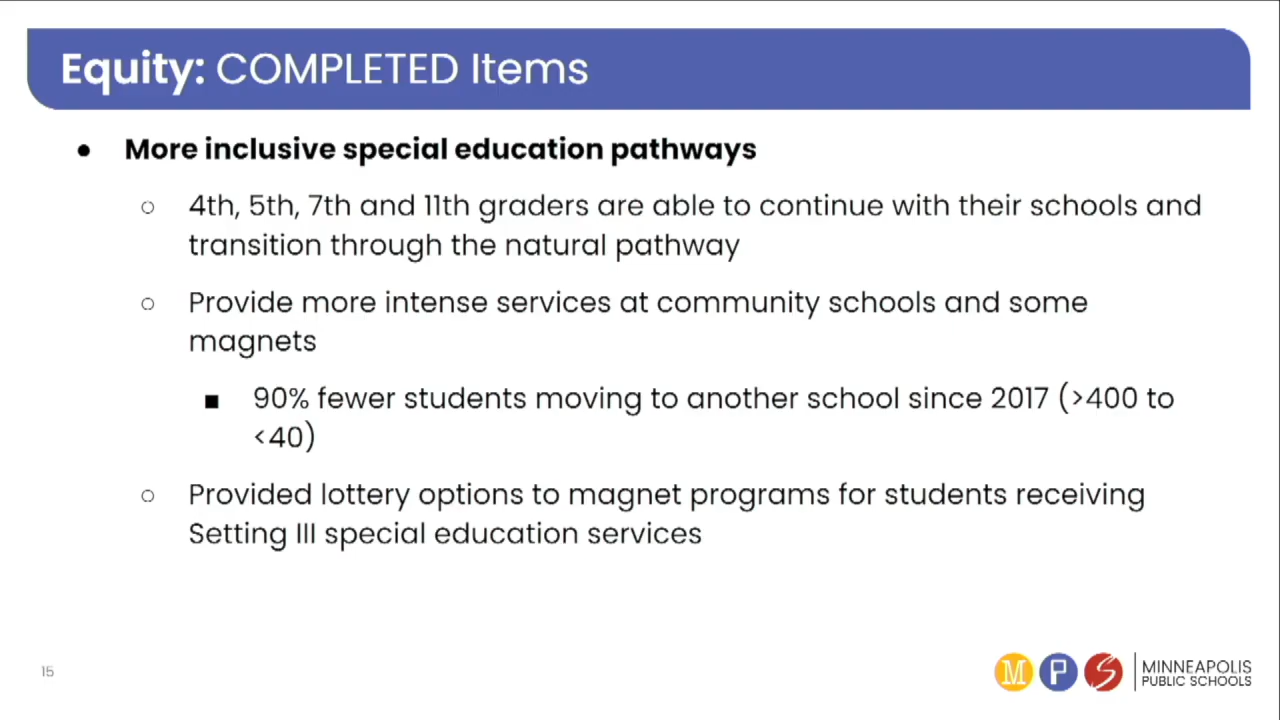 Equity: COMPLETED Items
● More inclusive special education pathways
○ 4th, 5th, 7th and 11th graders are able to continue with their schools and
transition through the natural pathway
○ Provide more intense services at community schools and some
magnets
■ 90% fewer students moving to another school since 2017 (>400 to
<40)
○ Provided lottery options to magnet programs for students receiving
Setting III special education services
15
M P S
MINNEAPOLIS
PUBLIC SCHOOLS